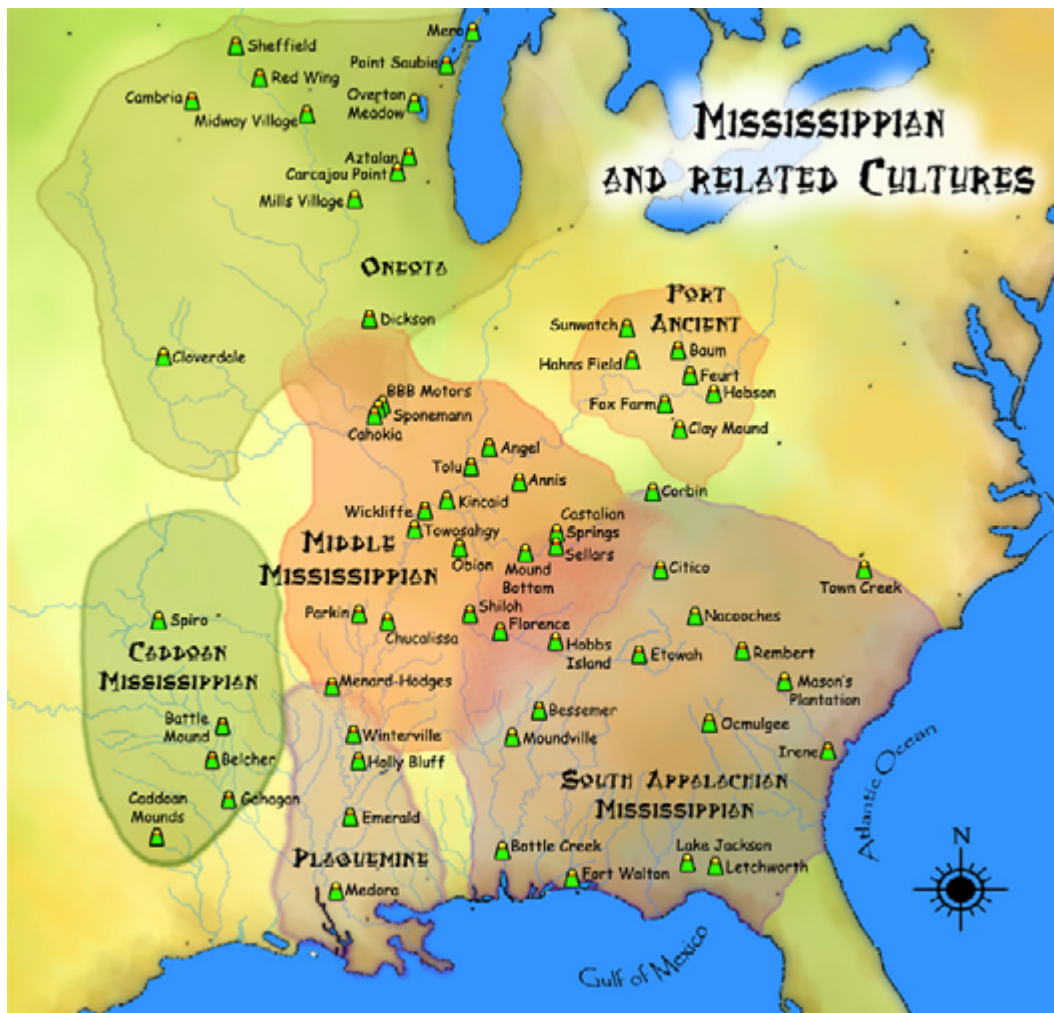 Mero
Sheffield
Point Saubie
Red Wing
Cambria
Overton
Meadow
Midway Village
MISSISSIPPIAN
AND RELATED CULTURES
Aztalan
Carcajou Point
Mills Village
ONEOTA
FORT
ANCIENT
Dickson
Sunwatch
Baum
Cloverdale
Hahns Field
Feurt
Hobson
BBB Motors
Fox Farm
Sponemann
Cahokia
Clay Mound
Angel
Tolu
Annis
Corbin
Kincaid
Wickliffe
Castalian
Springs
Towosahgy
MIDDLE
MISSISSIPPIAN
Obion
Mound
Bottom
Sellars
Citico
Town Creek
Parkin
Chucalissa
Shiloh
Florence
Nacooches
Spiro
CADDOAN
MISSISSIPPIAN
Hobbs
Island
Etowah
Rembert
Menard-Hodges
Mason's
Plantation
Battle
Mound
Bessemer
Ocmulgee
Winterville
Moundville
Irene
Belcher
Holly Bluff
SOUTH APPALACHIAN
MISSISSIPPIAN
Gahagan
Caddoan
Mounds
Emerald
Atlantic Ocean
N
PLAQUEMINE
Bottle Creek
Lake Jackson
Letchworth
Fort Walton
Medora
Gulf of Mexico